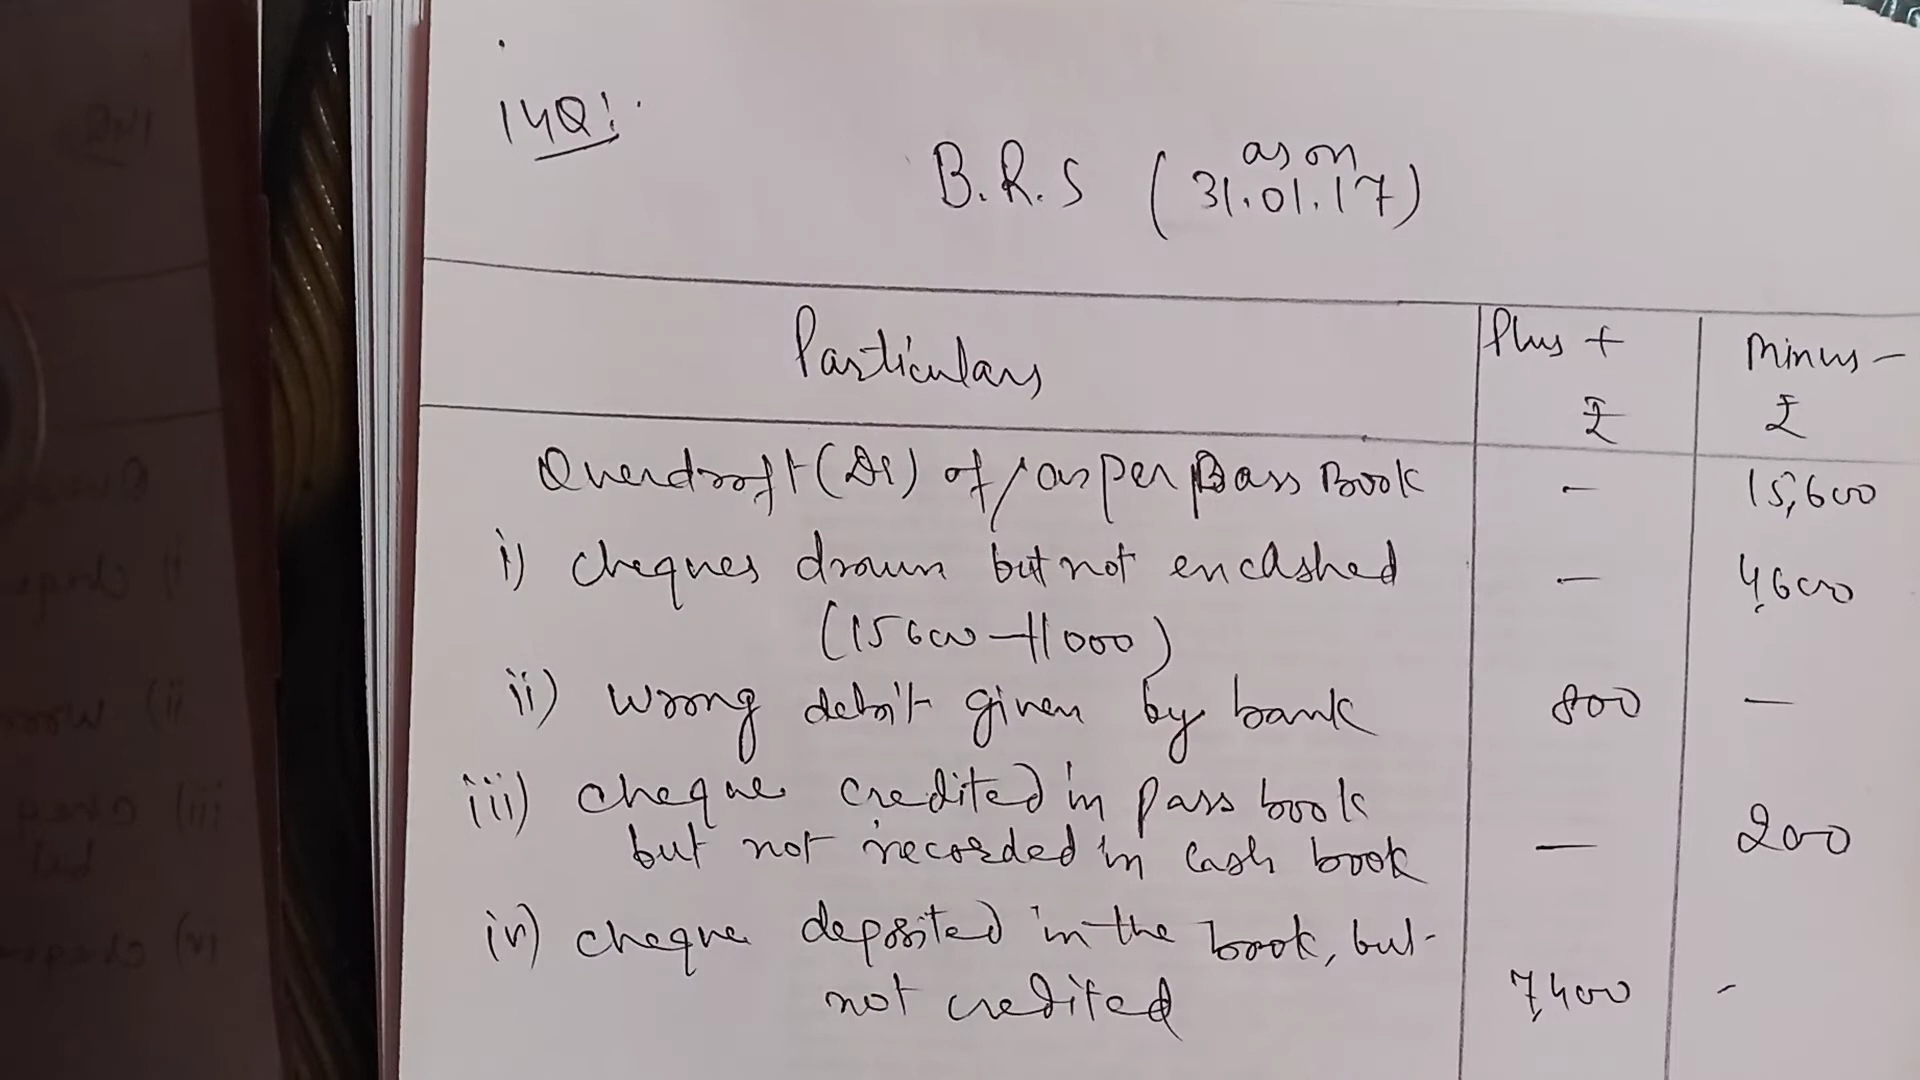 14Q:
B.R.S (as on 31.01.17)
Particulars Plus + ₹ Minus - ₹
Overdraft (Dr) of/as per Pass Book - 15,600
i) cheques drawn but not encashed - 4,600
(15600-11000)
ii) wrong debit given by bank 800 -
iii) cheque credited in pass book
but not recorded in cash book - 200
iv) cheque deposited in the book, but
not credited 7,400 -